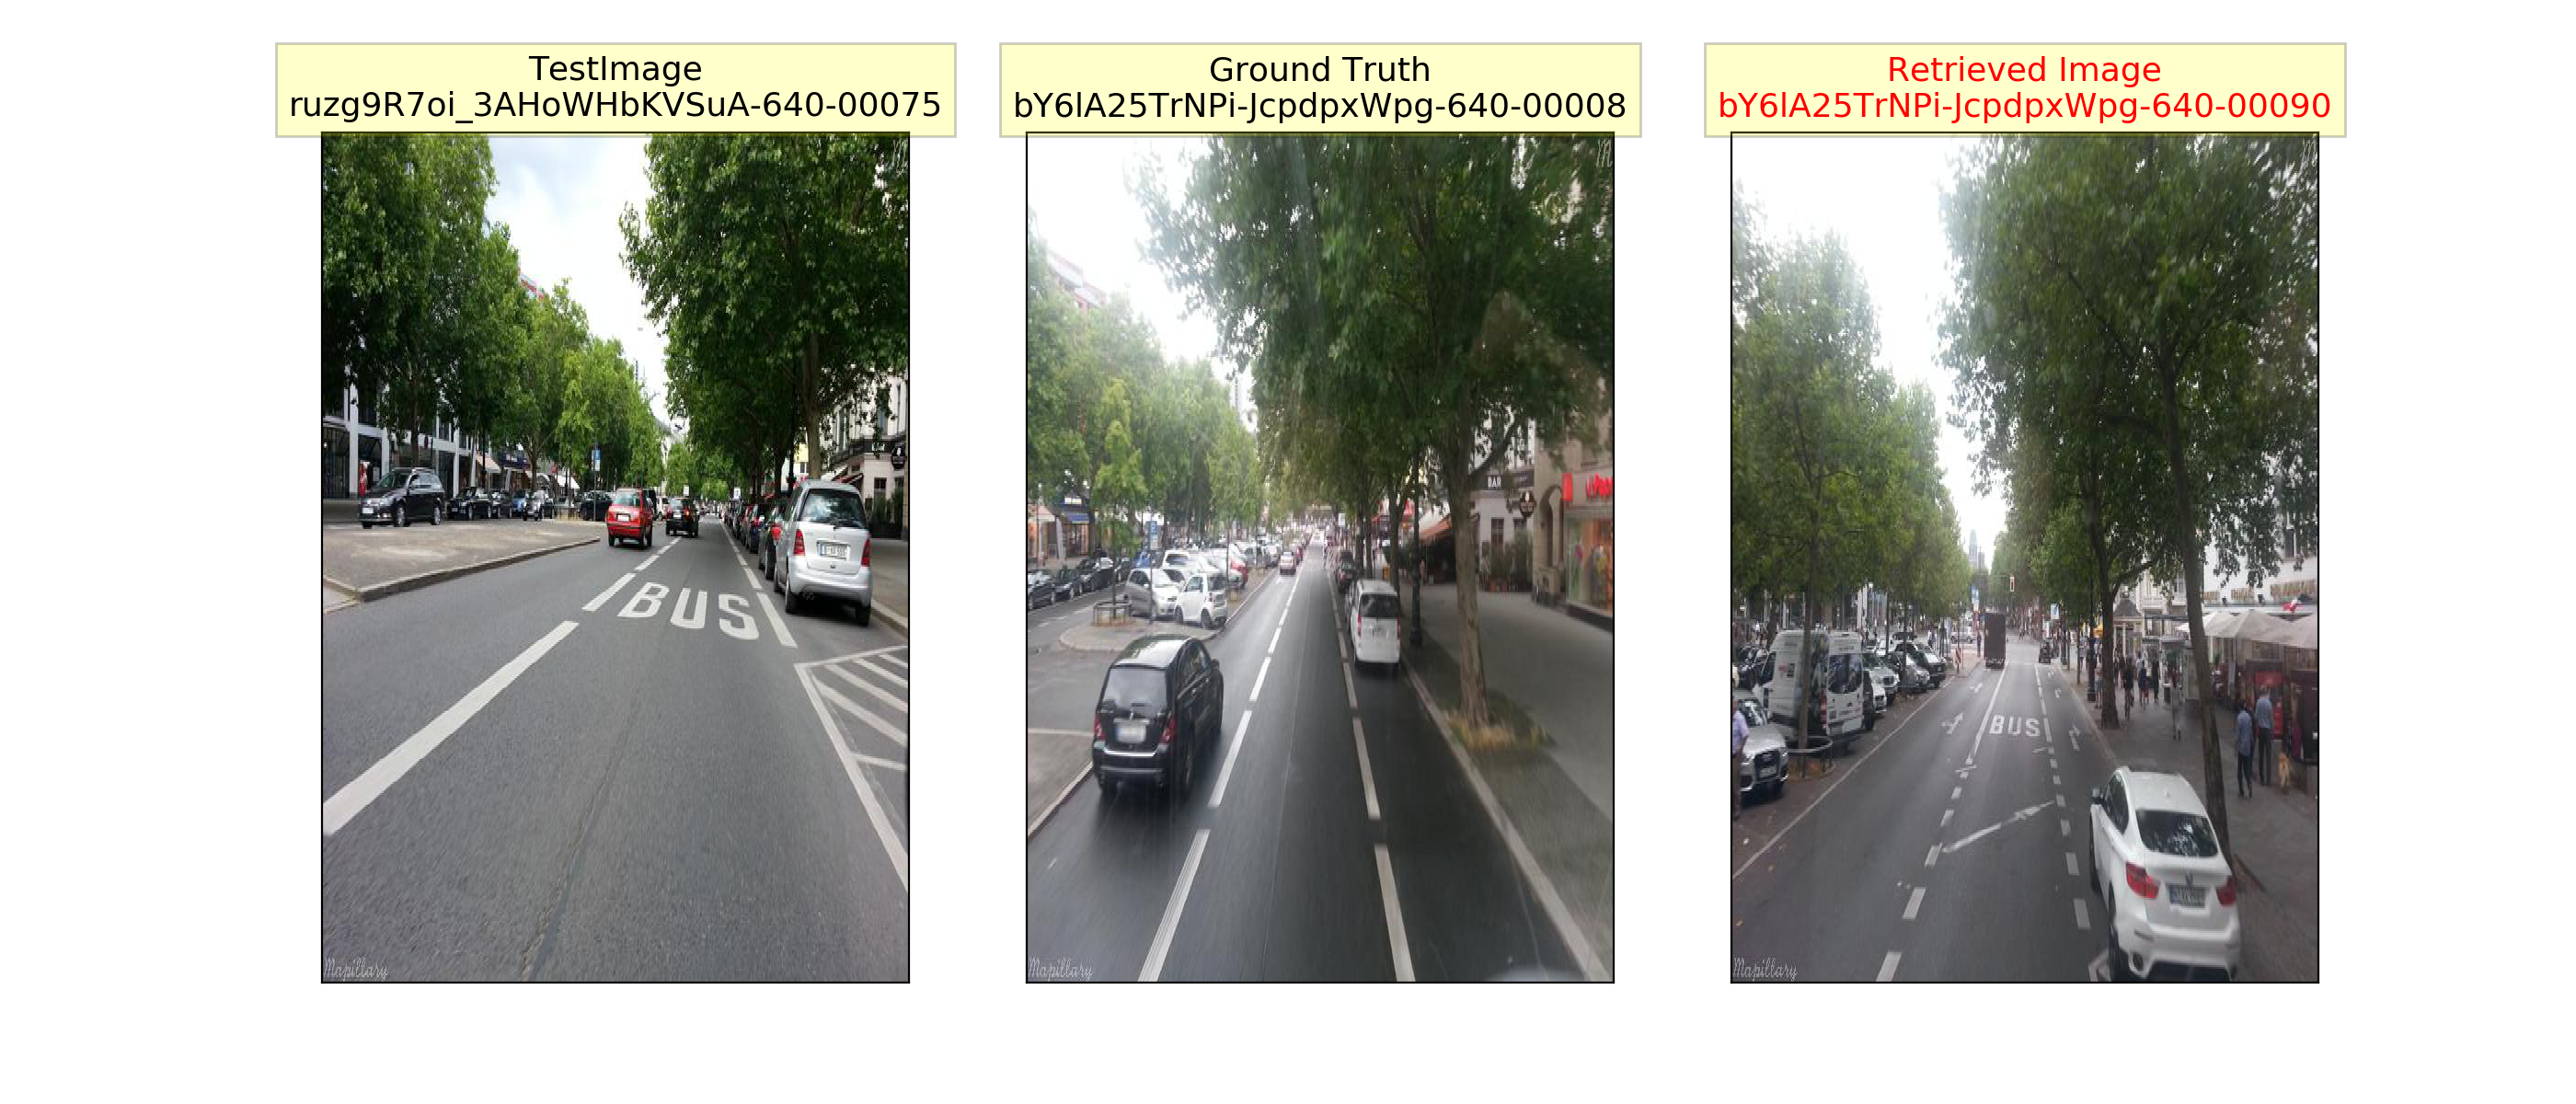 TestImage
ruzg9R7oi_3AHoWHbKVSuA-640-00075
Ground Truth
bY6lA25TrNPi-JcpdpxWpg-640-00008
Retrieved Image
bY6lA25TrNPi-JcpdpxWpg-640-00090
BUS
Mapillary
BAR
Mapillary
BUS
Mapillary